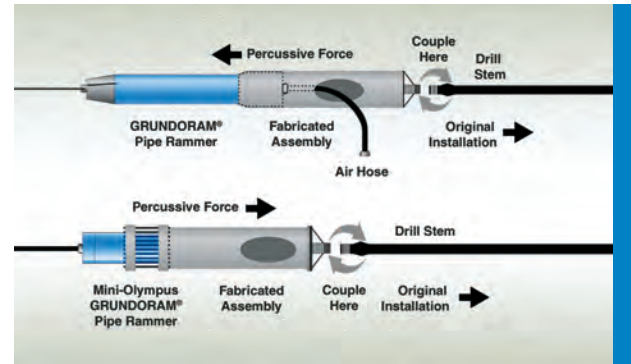 Percussive Force
Couple
Here
Drill
Stem
GRUNDORAM®
Pipe Rammer
Fabricated
Assembly
Original
Installation
Air Hose
Percussive Force
Drill Stem
Mini-Olympus
GRUNDORAM®
Pipe Rammer
Fabricated
Assembly
Couple
Here
Original
Installation